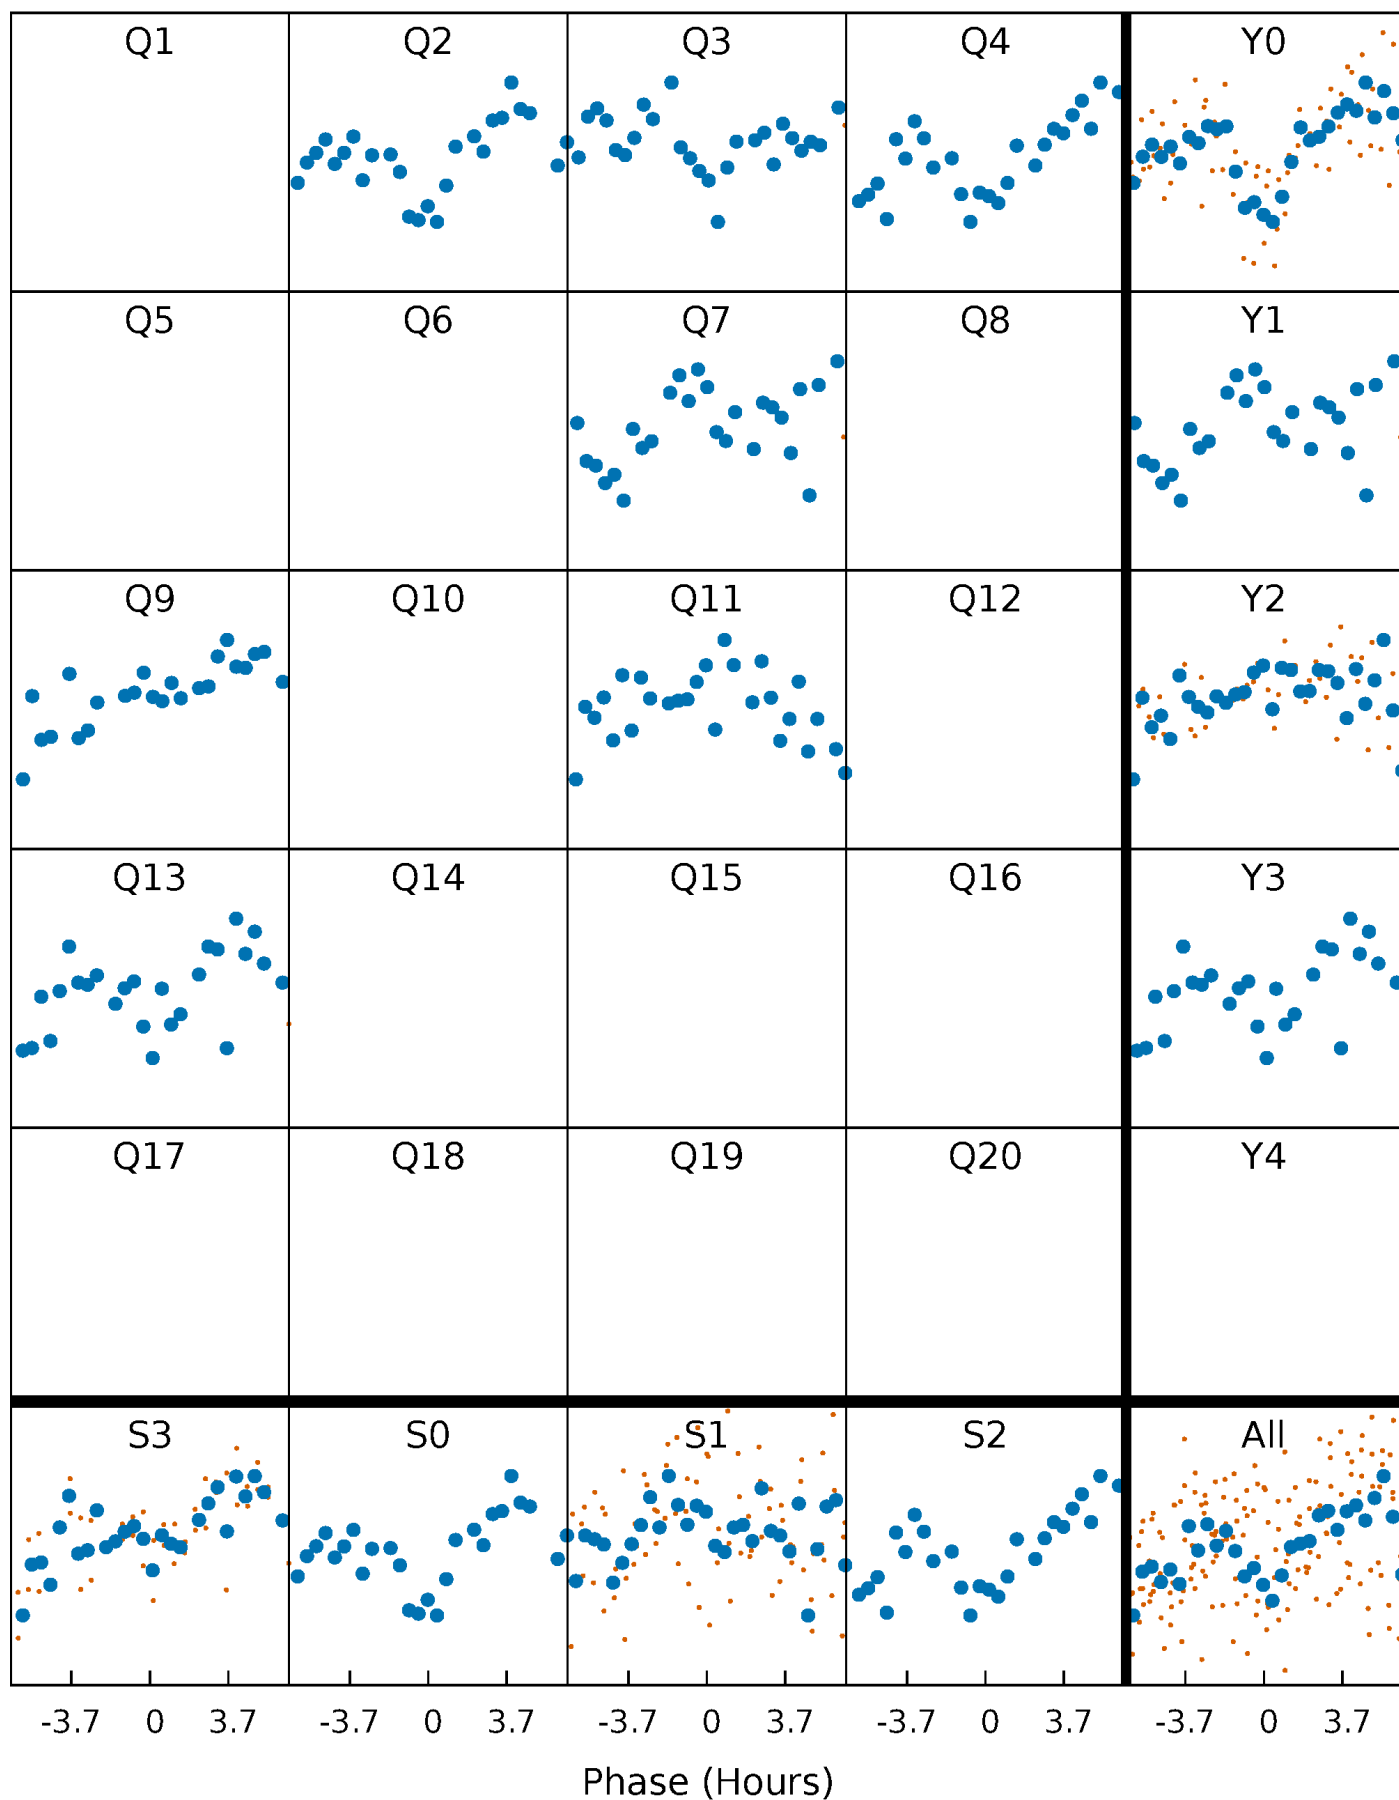 Q1 Q2 Q3 Q4 Y0
Q5 Q6 Q7 Q8 Y1
Q9 Q10 Q11 Q12 Y2
Q13 Q14 Q15 Q16 Y3
Q17 Q18 Q19 Q20 Y4
S3 S0 S1 S2 All
-3.7 0 3.7 -3.7 0 3.7 -3.7 0 3.7 -3.7 0 3.7 -3.7 0 3.7
Phase (Hours)